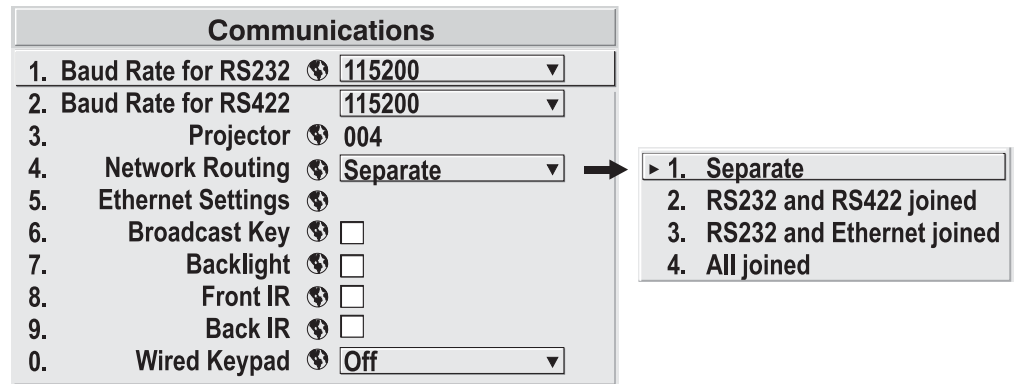 Communications
1. Baud Rate for RS232 115200
2. Baud Rate for RS422 115200
3. Projector 004
4. Network Routing Separate
5. Ethernet Settings
6. Broadcast Key
7. Backlight
8. Front IR
9. Back IR
0. Wired Keypad Off
1. Separate
2. RS232 and RS422 joined
3. RS232 and Ethernet joined
4. All joined